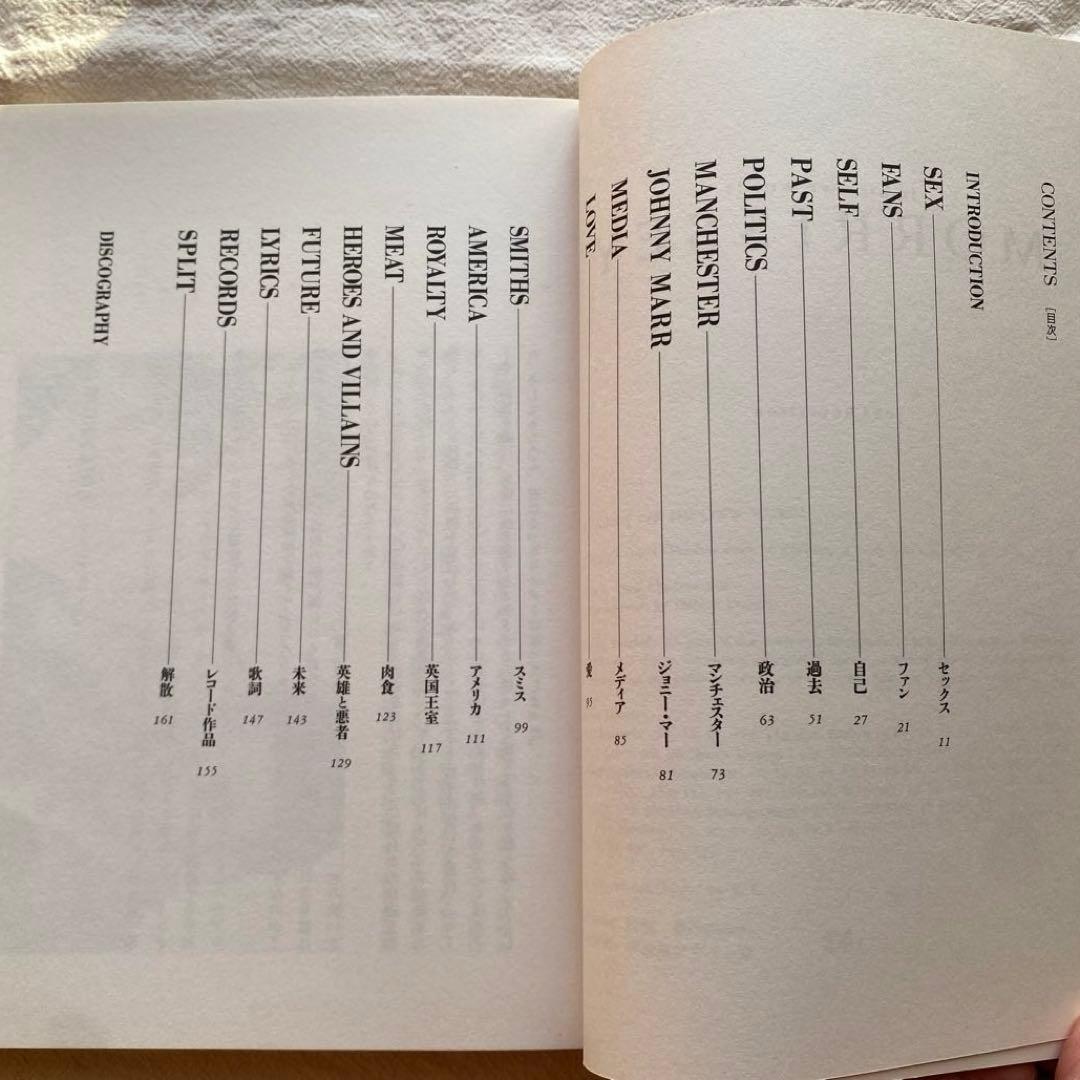 CONTENTS [目次]
INTRODUCTION
SEX セックス 11
FANS ファン 21
SELF 自己 27
PAST 過去 51
POLITICS 政治 63
MANCHESTER マンチェスター 73
JOHNNY MARR ジョニー・マー 81
MEDIA メディア 85
LOVE 愛 95
SMITHS スミス 99
AMERICA アメリカ 111
ROYALTY 英国王室 117
MEAT 肉食 123
HEROES AND VILLAINS 英雄と悪者 129
FUTURE 未来 143
LYRICS 歌詞 147
RECORDS レコード作品 155
SPLIT 解散 161
DISCOGRAPHY